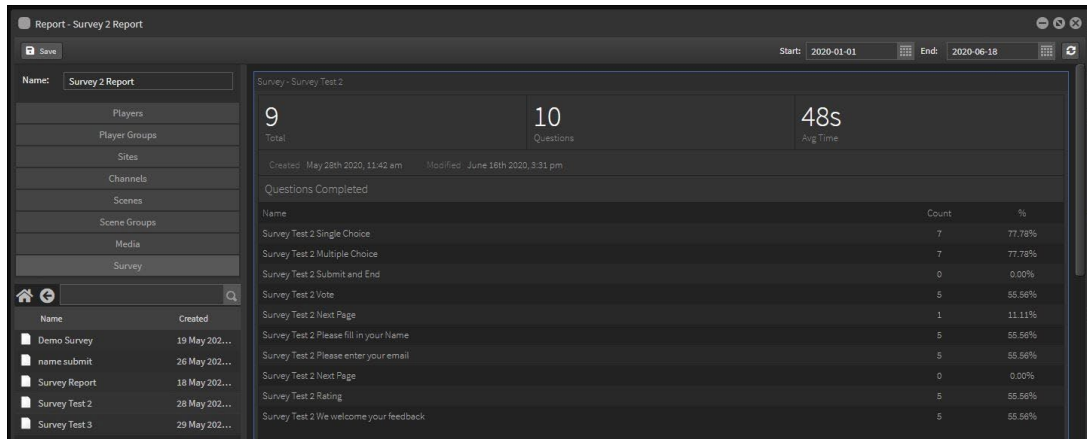 Report - Survey 2 Report
Save
Start: 2020-01-01 End: 2020-06-18
Name: Survey 2 Report
Players
Player Groups
Sites
Channels
Scenes
Scene Groups
Media
Survey
Name Created
Demo Survey 19 May 202...
name submit 26 May 202...
Survey Report 18 May 202...
Survey Test 2 28 May 202...
Survey Test 3 29 May 202...
Survey - Survey Test 2
9 10 48s
Total Questions Avg Time
Created May 28th 2020, 11:42 am Modified June 16th 2020, 3:31 pm
Questions Completed
Name Count %
Survey Test 2 Single Choice 7 77.78%
Survey Test 2 Multiple Choice 7 77.78%
Survey Test 2 Submit and End 0 0.00%
Survey Test 2 Vote 5 55.56%
Survey Test 2 Next Page 1 11.11%
Survey Test 2 Please fill in your Name 5 55.56%
Survey Test 2 Please enter your email 5 55.56%
Survey Test 2 Next Page 0 0.00%
Survey Test 2 Rating 5 55.56%
Survey Test 2 We welcome your feedback 5 55.56%